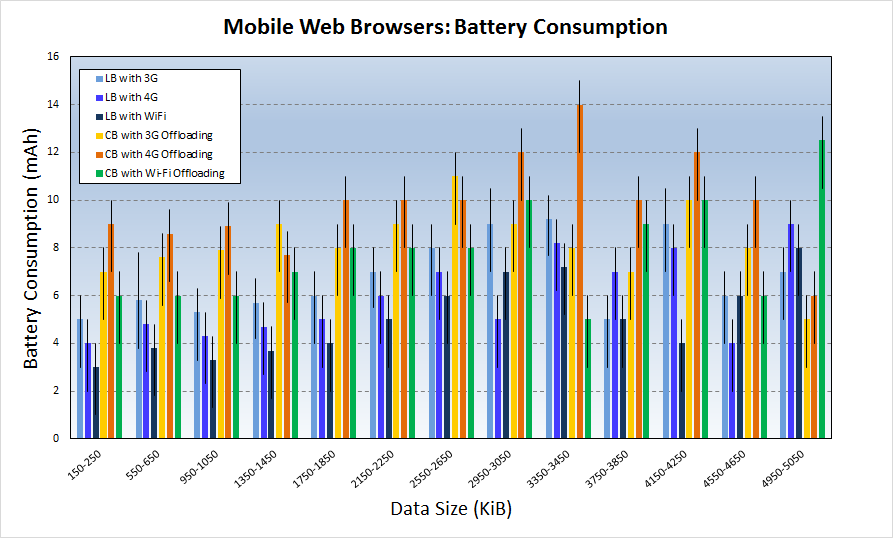 Mobile Web Browsers: Battery Consumption
16
14
12
10
8
6
4
2
0
Battery Consumption (mAh)
LB with 3G
LB with 4G
LB with WiFi
CB with 3G Offloading
CB with 4G Offloading
CB with Wi-Fi Offloading
150-250
550-650
950-1050
1350-1450
1750-1850
2150-2250
2550-2650
2950-3050
3350-3450
3750-3850
4150-4250
4550-4650
4950-5050
Data Size (KiB)